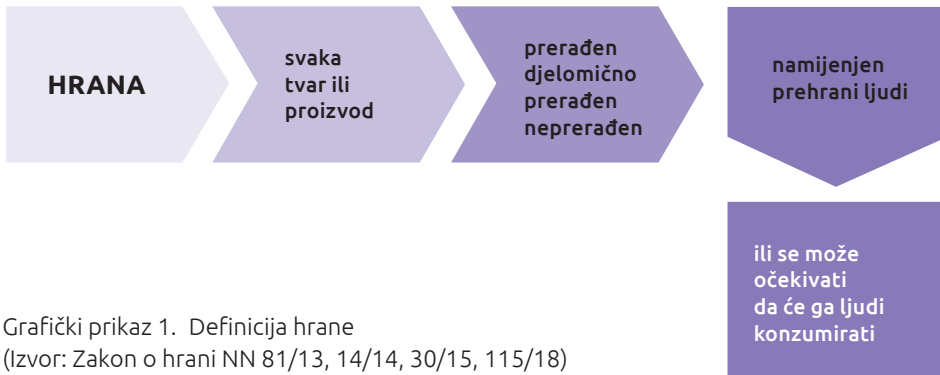 HRANA
svaka
tvar ili
proizvod
prerađen
djelomično
prerađen
neprerađen
namijenjen
prehrani ljudi
ili se može
očekivati
da će ga ljudi
konzumirati
Grafički prikaz 1. Definicija hrane
(Izvor: Zakon o hrani NN 81/13, 14/14, 30/15, 115/18)